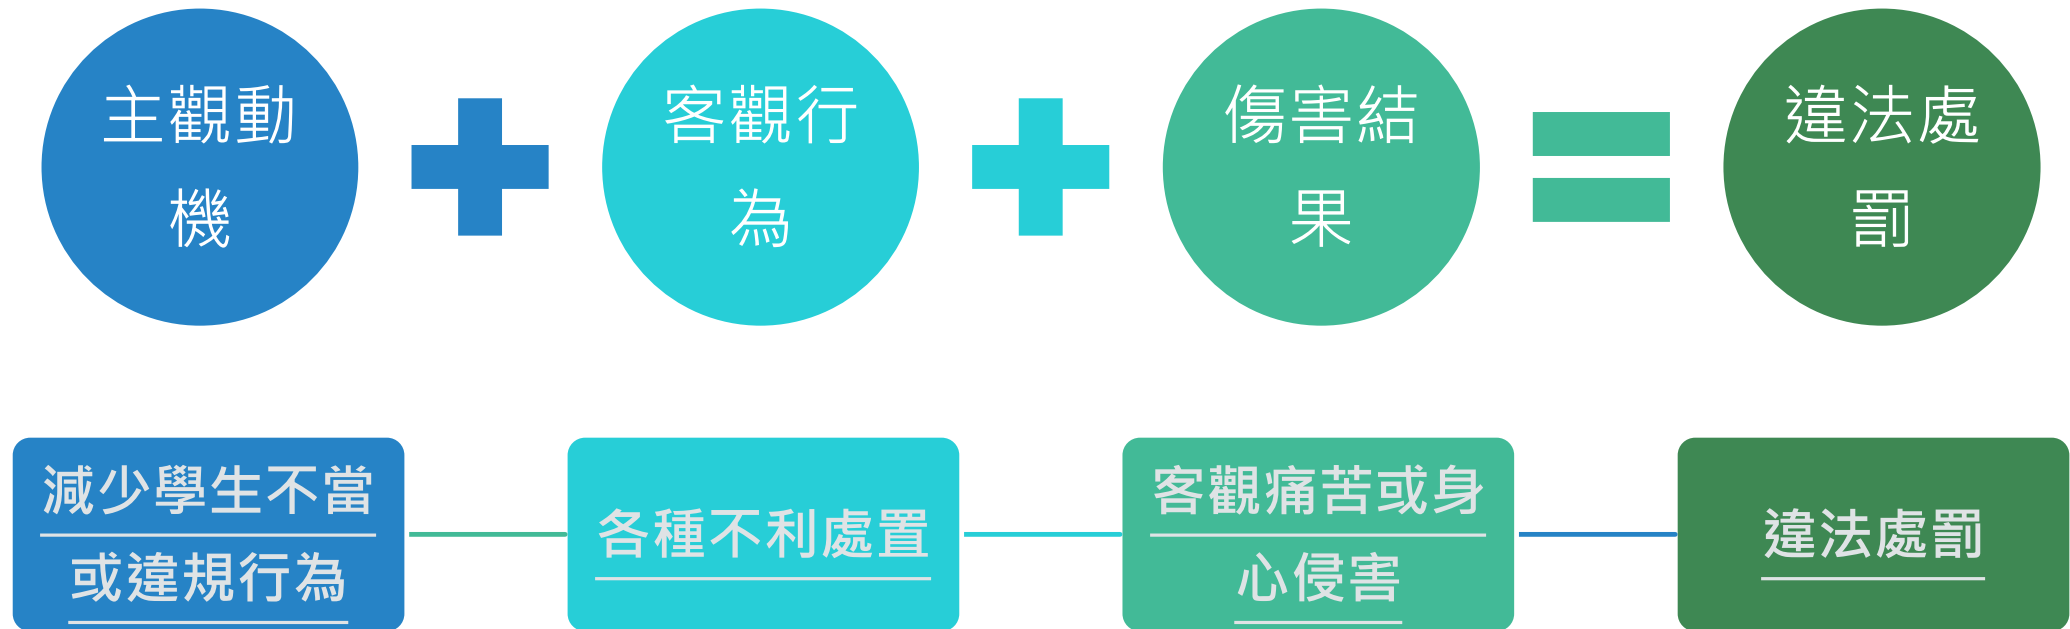 主觀動
機
客觀行
為
傷害結
果
違法處
罰
減少學生不當
或違規行為
各種不利處置
客觀痛苦或身
心侵害
違法處罰